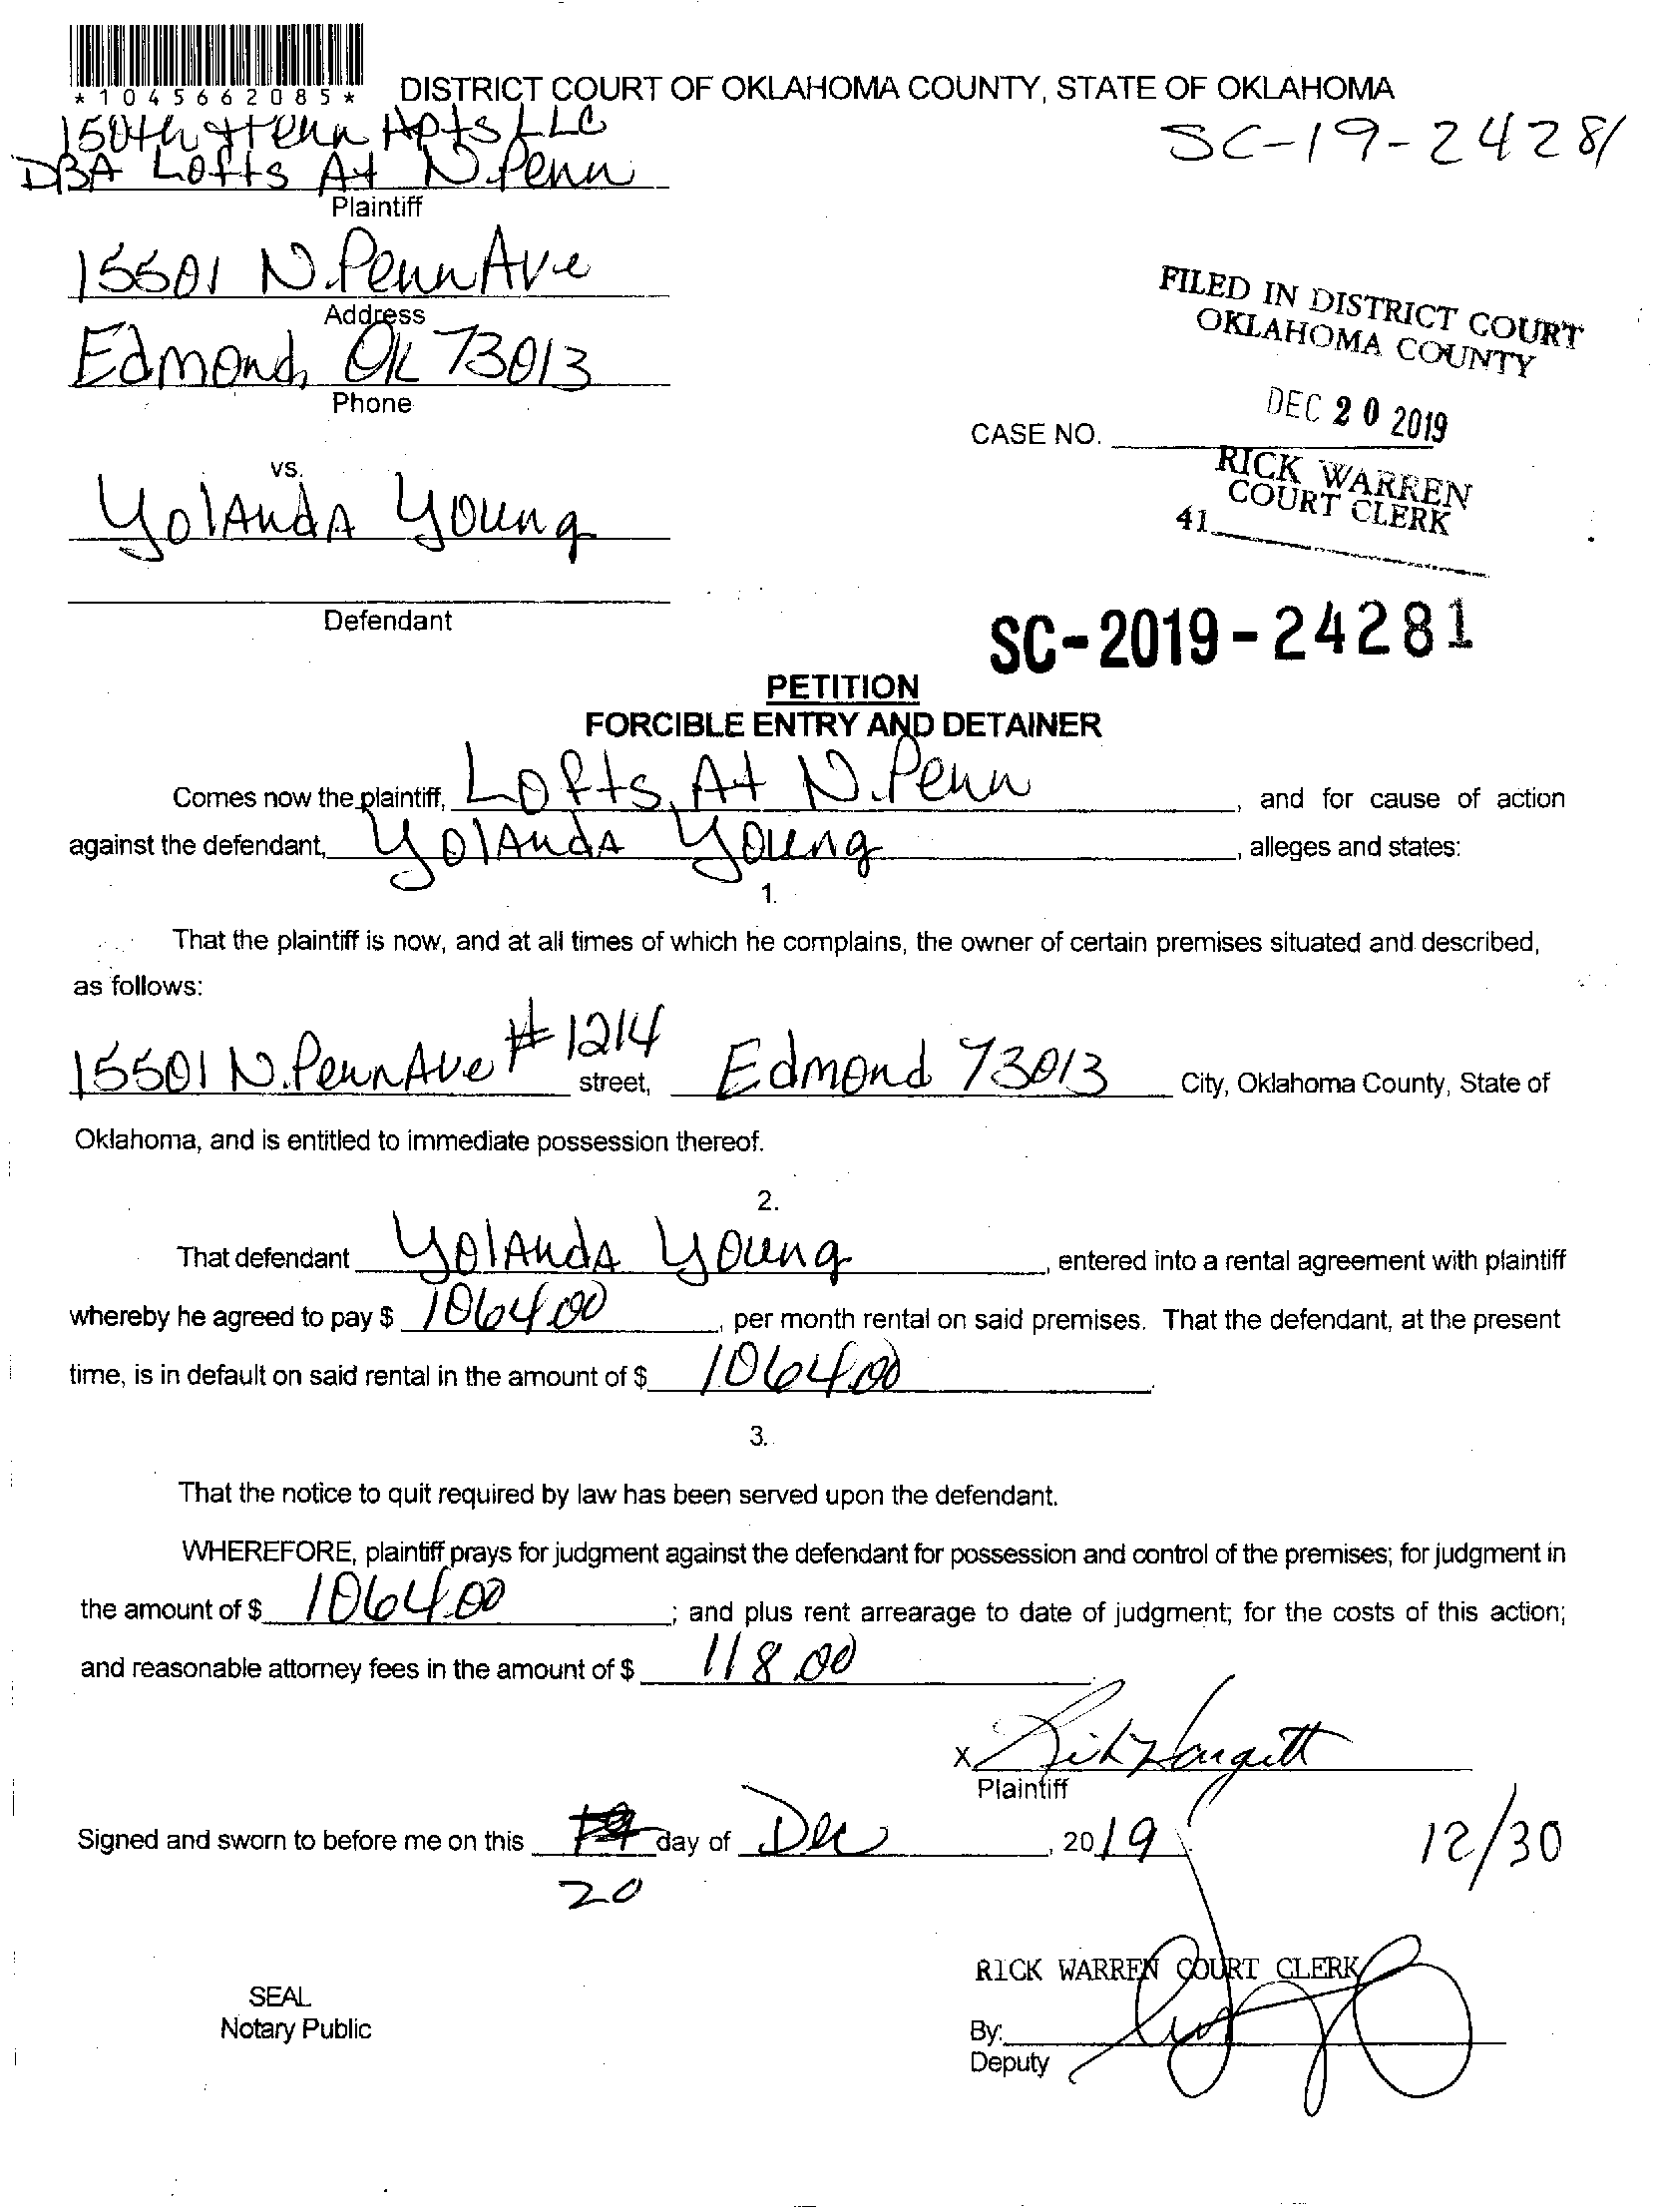 *1045662085*
DISTRICT COURT OF OKLAHOMA COUNTY, STATE OF OKLAHOMA
150th & Penn Apts LLC
SC-19-24281
DBA Lofts At N. Penn
Plaintiff
15501 N. Penn Ave
Address
Edmond, OK 73013
Phone
FILED IN DISTRICT COURT
OKLAHOMA COUNTY
DEC 20 2019
CASE NO.
RICK WARREN
COURT CLERK
41
vs.
Yolanda Young
Defendant
SC-2019-24281
PETITION
FORCIBLE ENTRY AND DETAINER
Comes now the plaintiff, Lofts At N. Penn, and for cause of action
against the defendant, Yolanda Young, alleges and states:
1.
That the plaintiff is now, and at all times of which he complains, the owner of certain premises situated and described,
as follows:
15501 N. Penn Ave #1214 street, Edmond 73013 City, Oklahoma County, State of
Oklahoma, and is entitled to immediate possession thereof.
2.
That defendant Yolanda Young, entered into a rental agreement with plaintiff
whereby he agreed to pay $ 1064.00, per month rental on said premises. That the defendant, at the present
time, is in default on said rental in the amount of $ 1064.00.
3.
That the notice to quit required by law has been served upon the defendant.
WHEREFORE, plaintiff prays for judgment against the defendant for possession and control of the premises; for judgment in
the amount of $ 1064.00; and plus rent arrearage to date of judgment; for the costs of this action;
and reasonable attorney fees in the amount of $ 118.00
X
Plaintiff
Signed and sworn to before me on this day of Dec, 2019
12/30
20
RICK WARREN COURT CLERK
SEAL
Notary Public
By:
Deputy